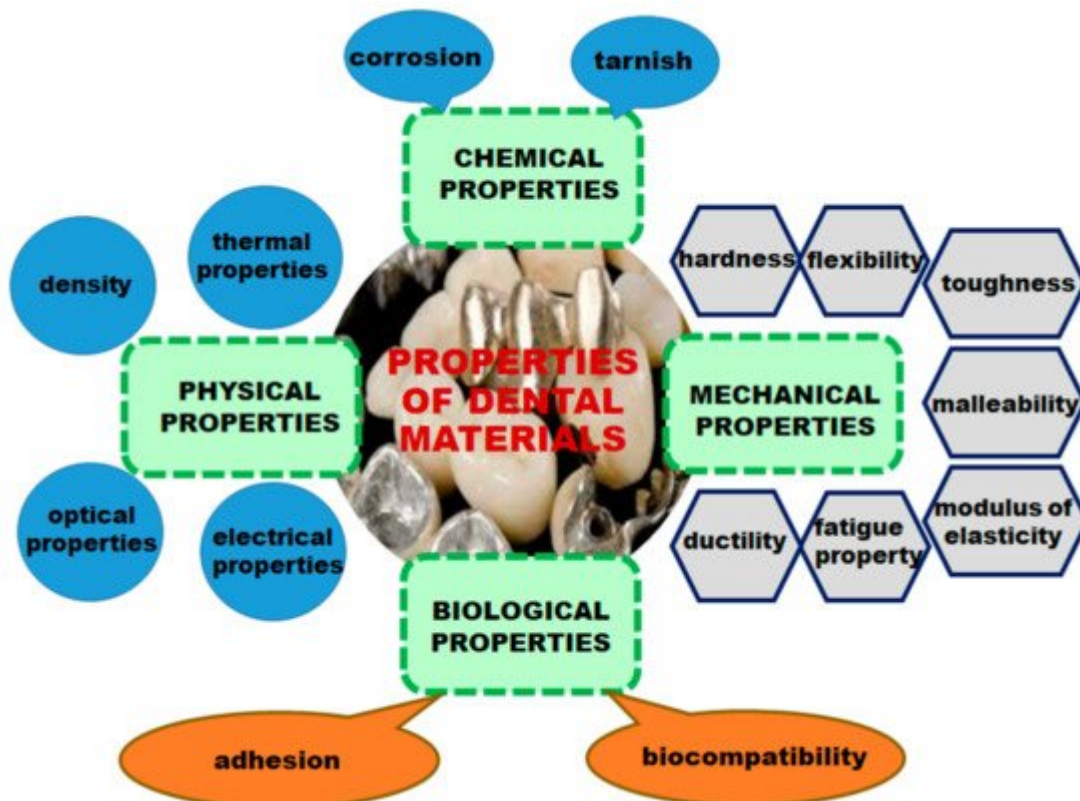 corrosion
tarnish
CHEMICAL
PROPERTIES
density
thermal
properties
hardness
flexibility
toughness
PHYSICAL
PROPERTIES
PROPERTIES
OF DENTAL
MATERIALS
MECHANICAL
PROPERTIES
malleability
optical
properties
electrical
properties
ductility
fatigue
property
modulus of
elasticity
BIOLOGICAL
PROPERTIES
adhesion
biocompatibility